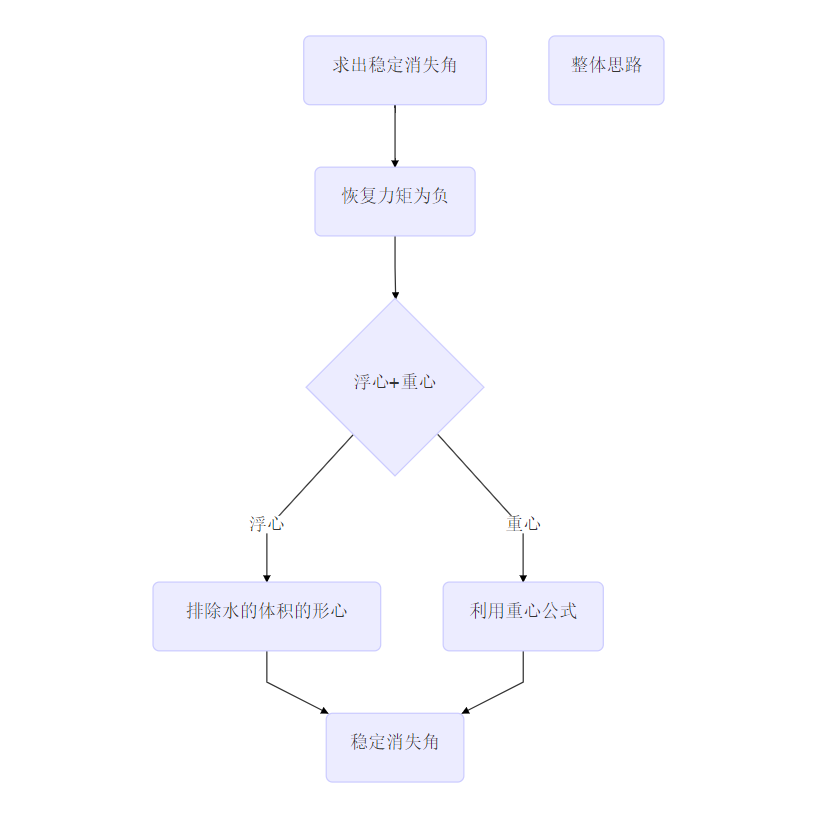 求出稳定消失角
整体思路
恢复力矩为负
浮心+重心
浮心
重心
排除水的体积的形心
利用重心公式
稳定消失角